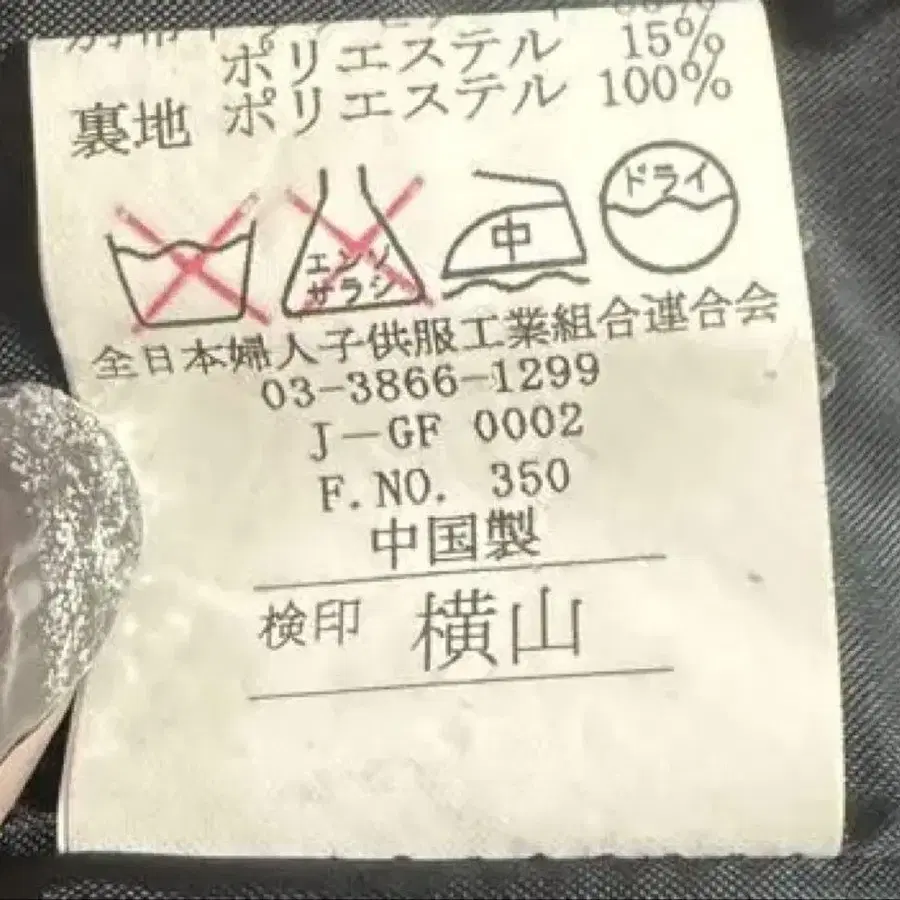 ポリエステル 15%
裏地 ポリエステル 100%
エンソ
サラシ
中
ドライ
全日本婦人子供服工業組合連合会
03-3866-1299
J-GF 0002
F.NO. 350
中国製
検印 横山